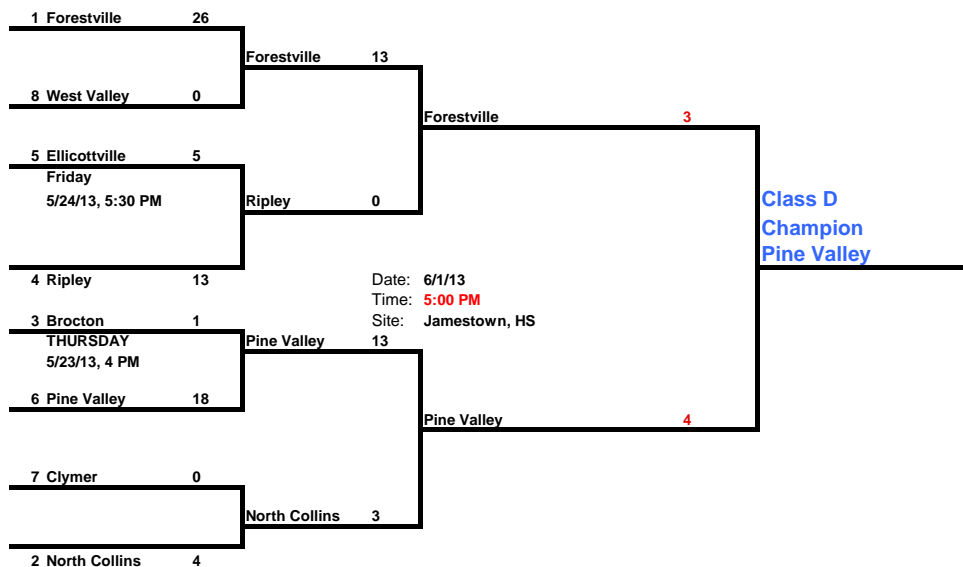 1 Forestville 26
Forestville 13
8 West Valley 0
Forestville 3
5 Ellicottville 5
Friday
5/24/13, 5:30 PM
Ripley 0
Class D
Champion
Pine Valley
4 Ripley 13
Date: 6/1/13
Time: 5:00 PM
Site: Jamestown, HS
3 Brocton 1
THURSDAY
5/23/13, 4 PM
Pine Valley 13
6 Pine Valley 18
Pine Valley 4
7 Clymer 0
North Collins 3
2 North Collins 4